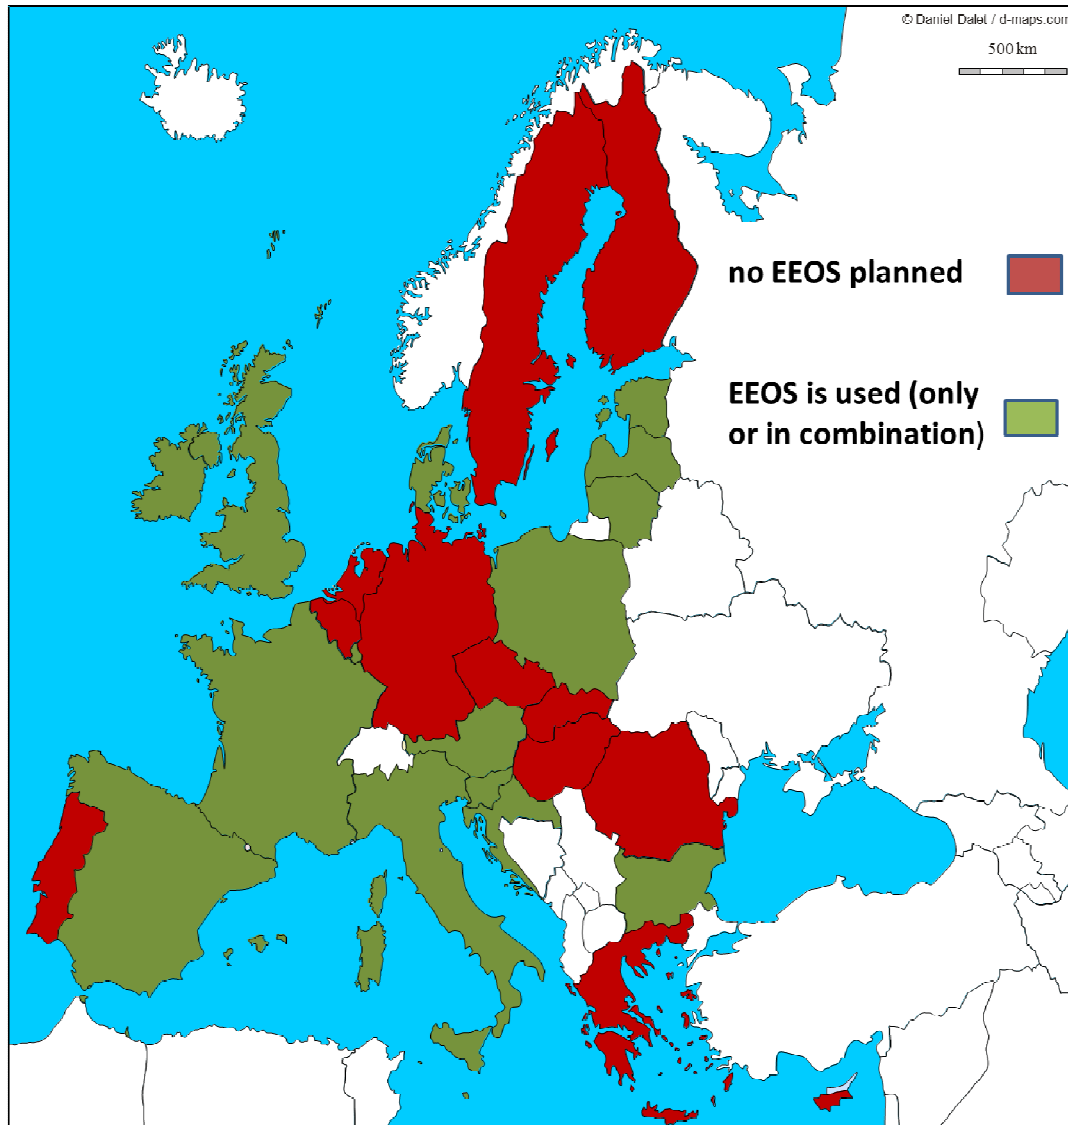 © Daniel Dalet / d-maps.com
500 km
no EEOS planned
EEOS is used (only
or in combination)